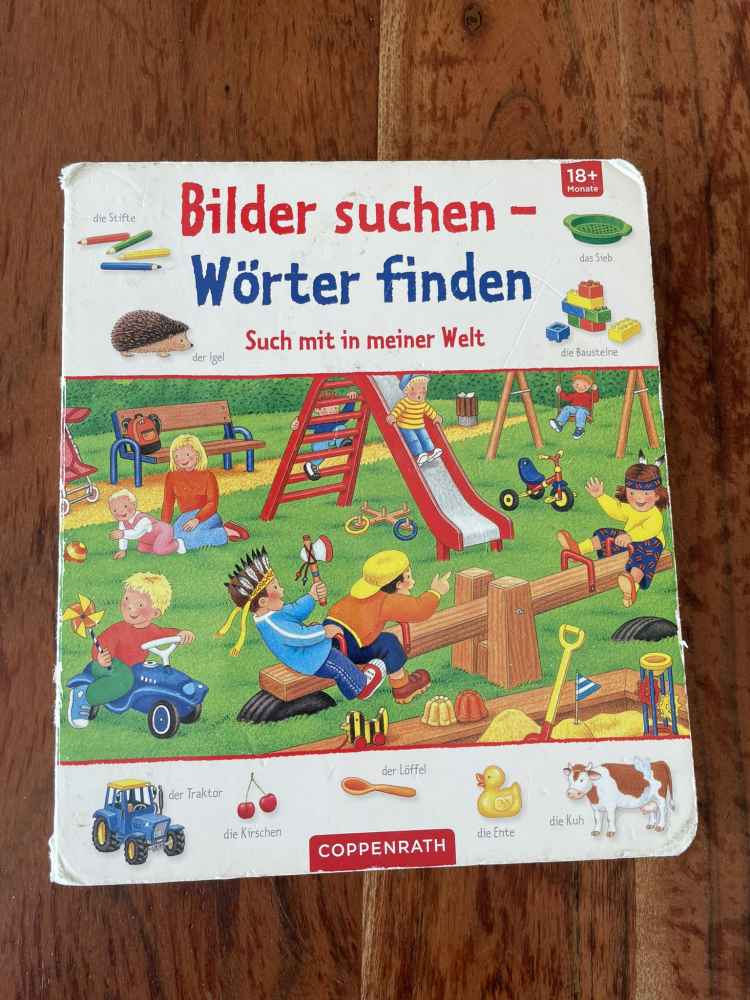 18+
Monate
die Stifte
Bilder suchen –
Wörter finden
das Sieb
Such mit in meiner Welt
der Igel
die Bausteine
der Traktor
die Kirschen
der Löffel
die Ente
die Kuh
COPPENRATH